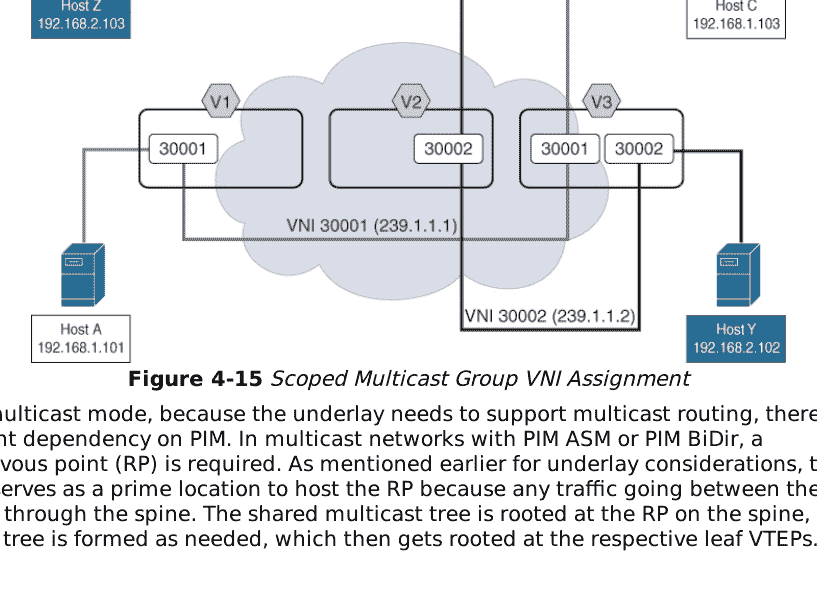 Host Z
192.168.2.103
Host C
192.168.1.103
V1
V2
V3
30001
30002
30001
30002
VNI 30001 (239.1.1.1)
VNI 30002 (239.1.1.2)
Host A
192.168.1.101
Host Y
192.168.2.102
Figure 4-15 Scoped Multicast Group VNI Assignment
multicast mode, because the underlay needs to support multicast routing, there
nt dependency on PIM. In multicast networks with PIM ASM or PIM BiDir, a
vous point (RP) is required. As mentioned earlier for underlay considerations, t
serves as a prime location to host the RP because any traffic going between the
through the spine. The shared multicast tree is rooted at the RP on the spine,
tree is formed as needed, which then gets rooted at the respective leaf VTEPs.